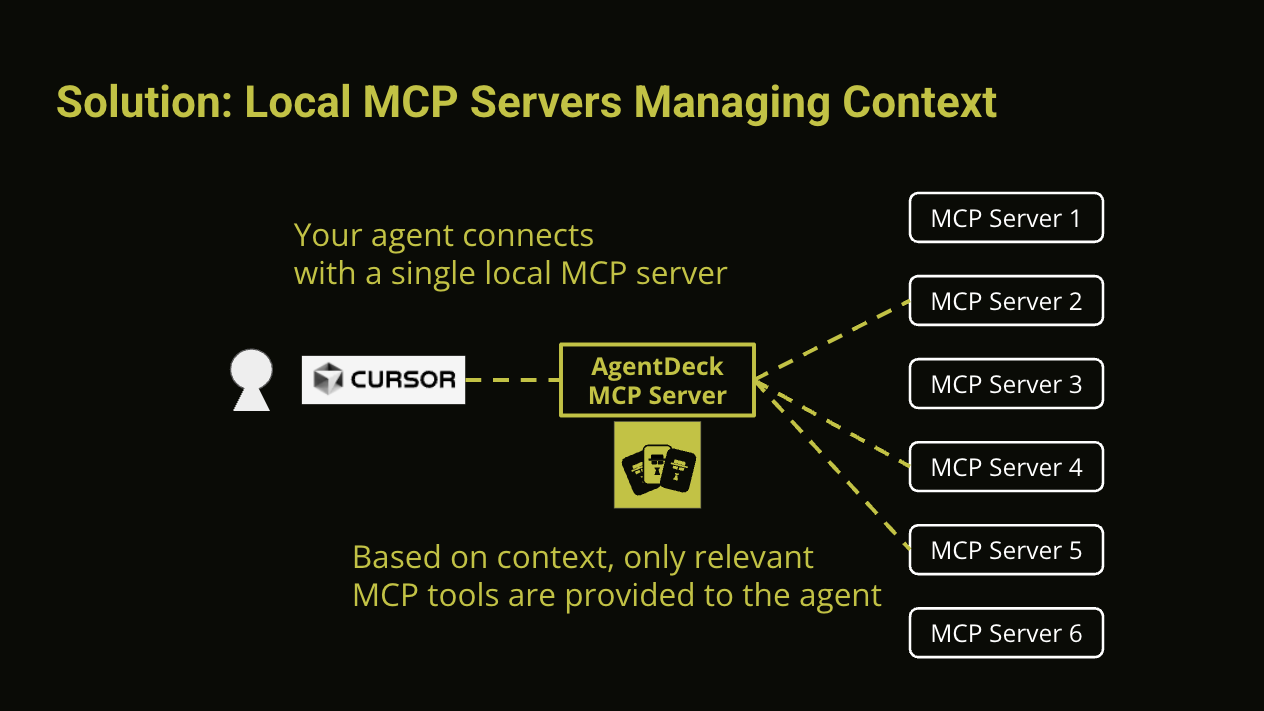 Solution: Local MCP Servers Managing Context
Your agent connects
with a single local MCP server
CURSOR
AgentDeck
MCP Server
Based on context, only relevant
MCP tools are provided to the agent
MCP Server 1
MCP Server 2
MCP Server 3
MCP Server 4
MCP Server 5
MCP Server 6